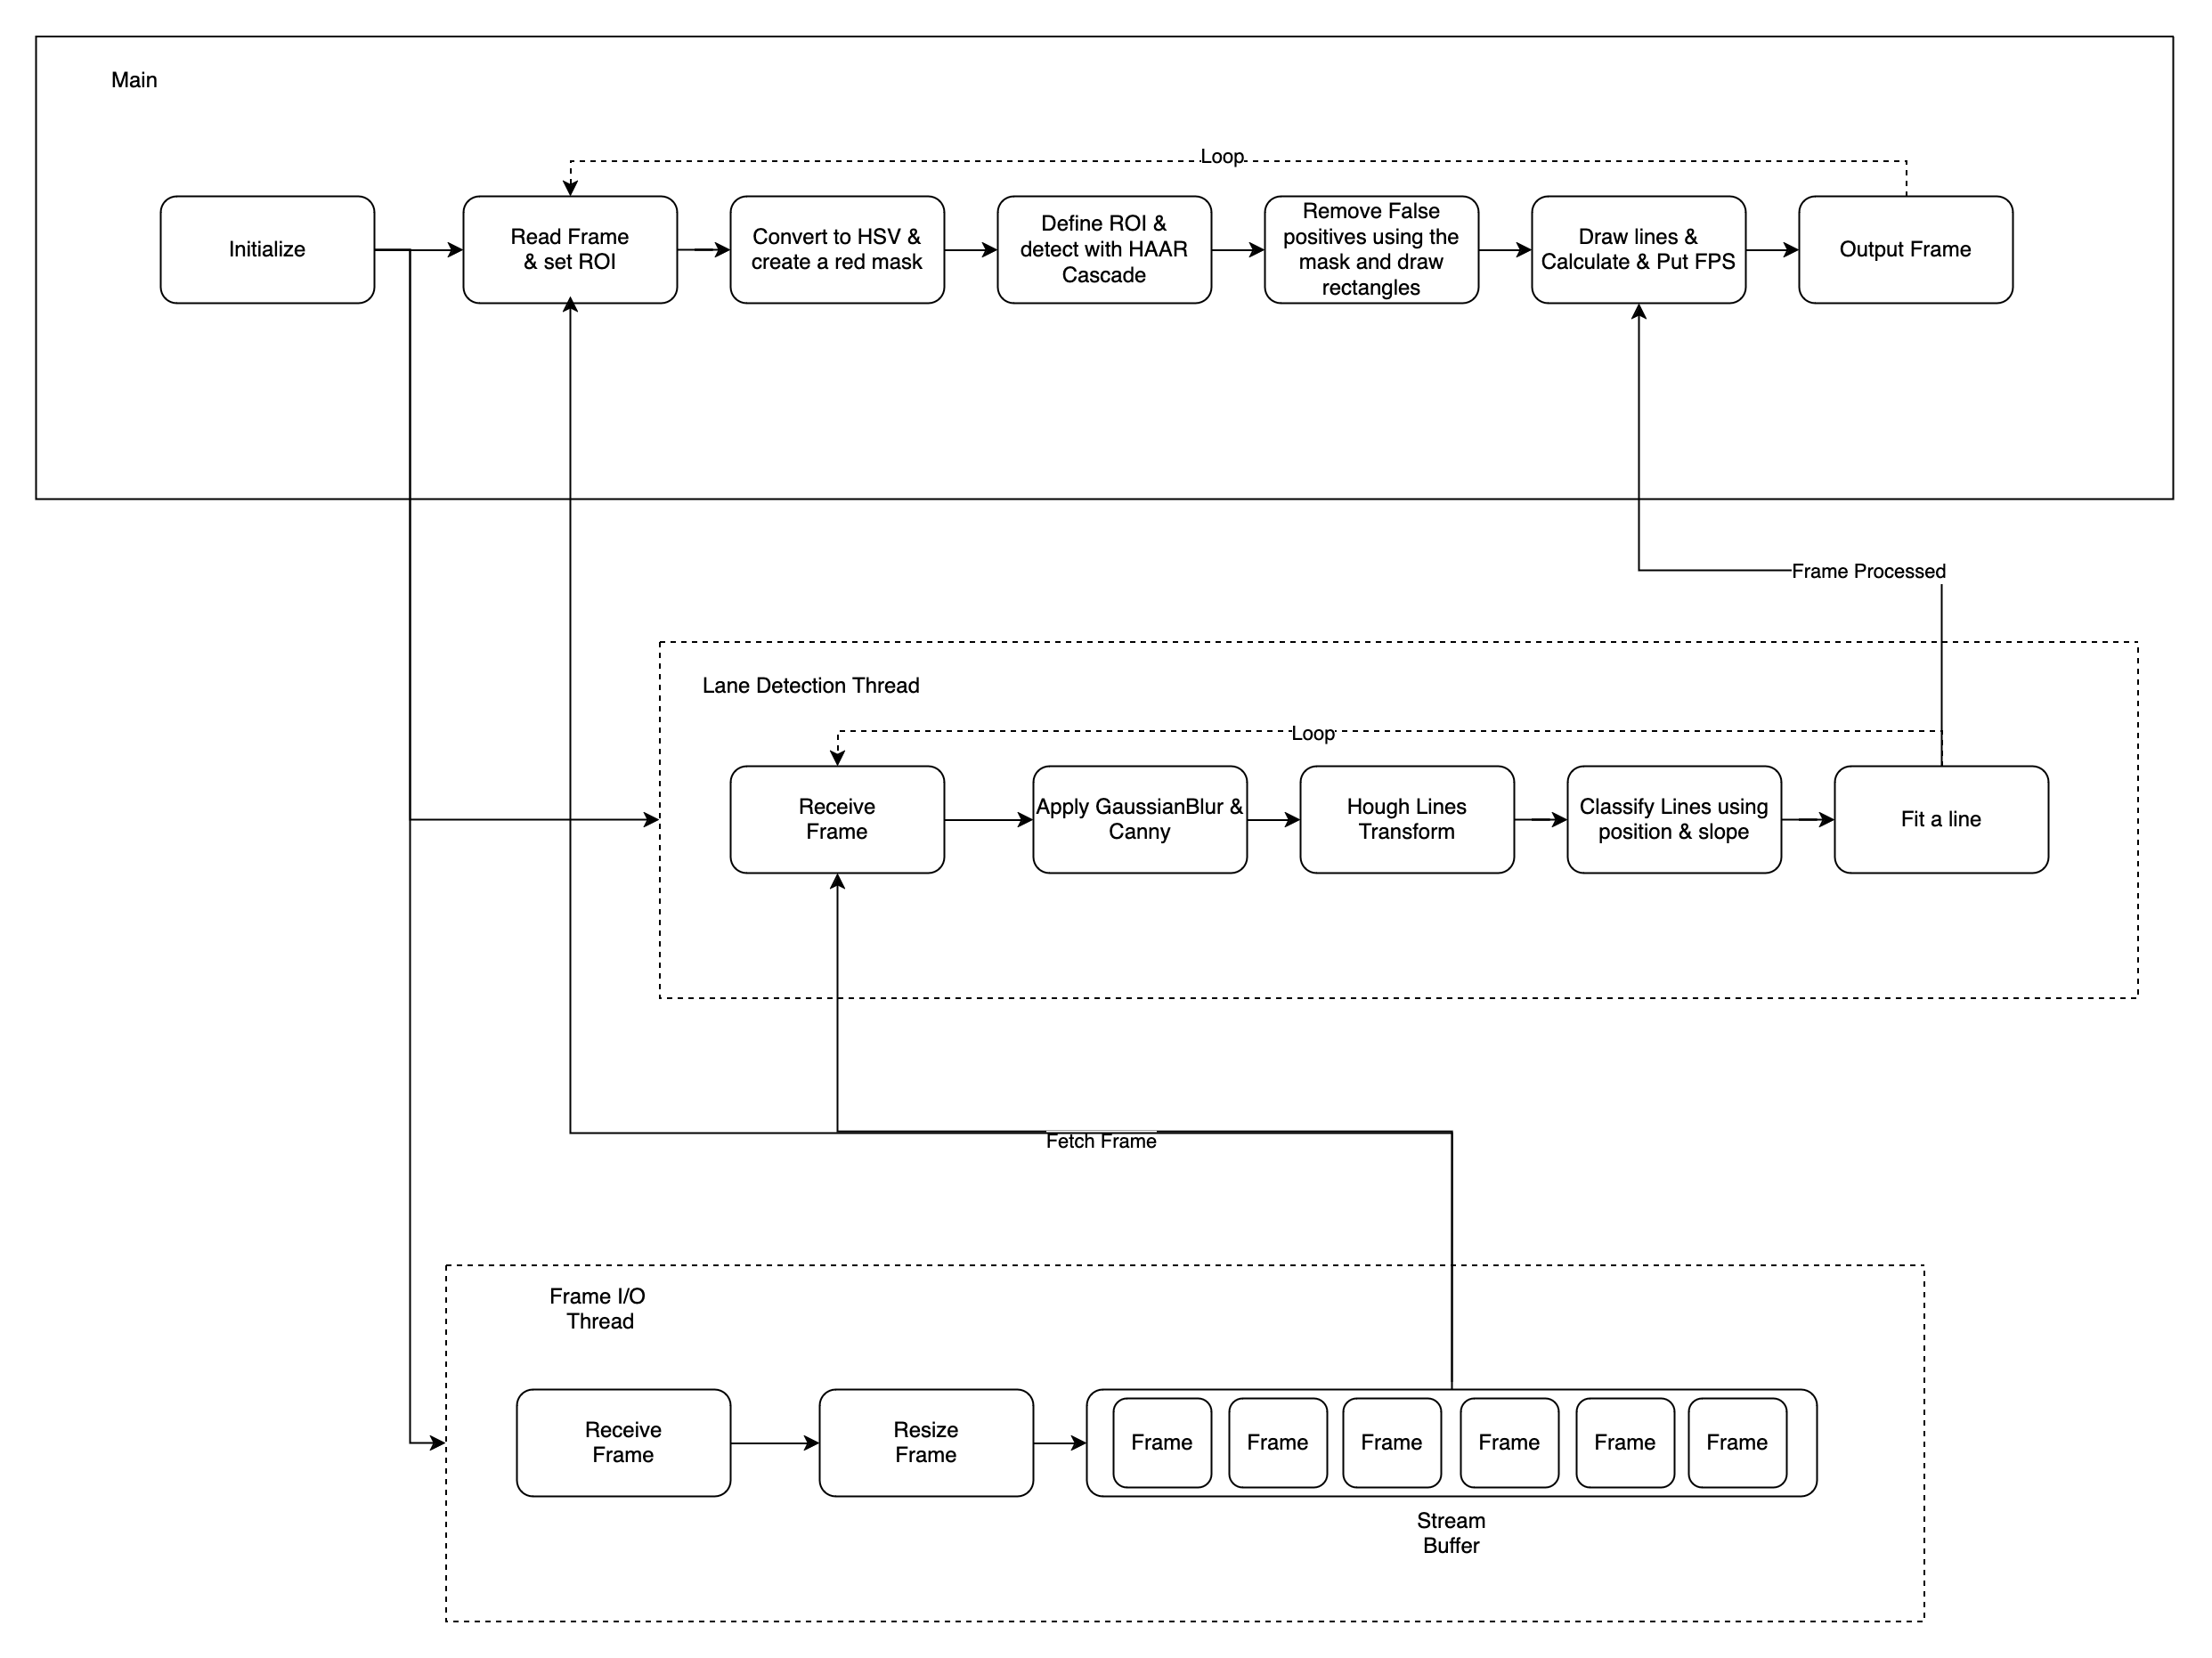 Main
Loop
Initialize
Read Frame
& set ROI
Convert to HSV &
create a red mask
Define ROI &
detect with HAAR
Cascade
Remove False
positives using the
mask and draw
rectangles
Draw lines &
Calculate & Put FPS
Output Frame
Frame Processed
Lane Detection Thread
Loop
Receive
Frame
Apply GaussianBlur &
Canny
Hough Lines
Transform
Classify Lines using
position & slope
Fit a line
Fetch Frame
Frame I/O
Thread
Receive
Frame
Resize
Frame
Frame
Frame
Frame
Frame
Frame
Frame
Stream
Buffer